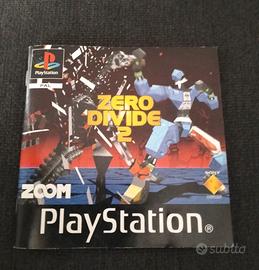 PlayStation
PAL
ZERO
DIVIDE
2
SONY
ZOOM
PlayStation®
subito